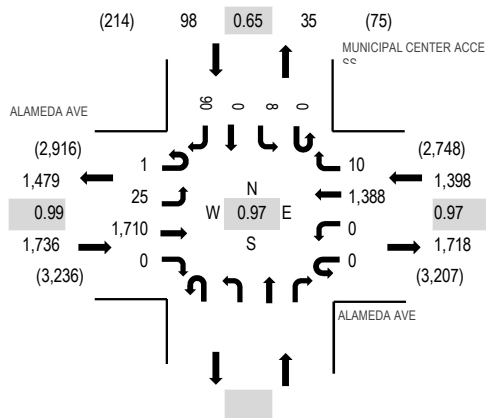 (214) 98 0.65 35 (75)
MUNICIPAL CENTER ACCE
SS
90 0 8 0
ALAMEDA AVE
(2,916) 1 10 (2,748)
1,479 25 N 1,388 1,398
0.99 W 0.97 E 0.97
1,736 1,710 S 0 1,718
(3,236) 0 0 (3,207)
ALAMEDA AVE